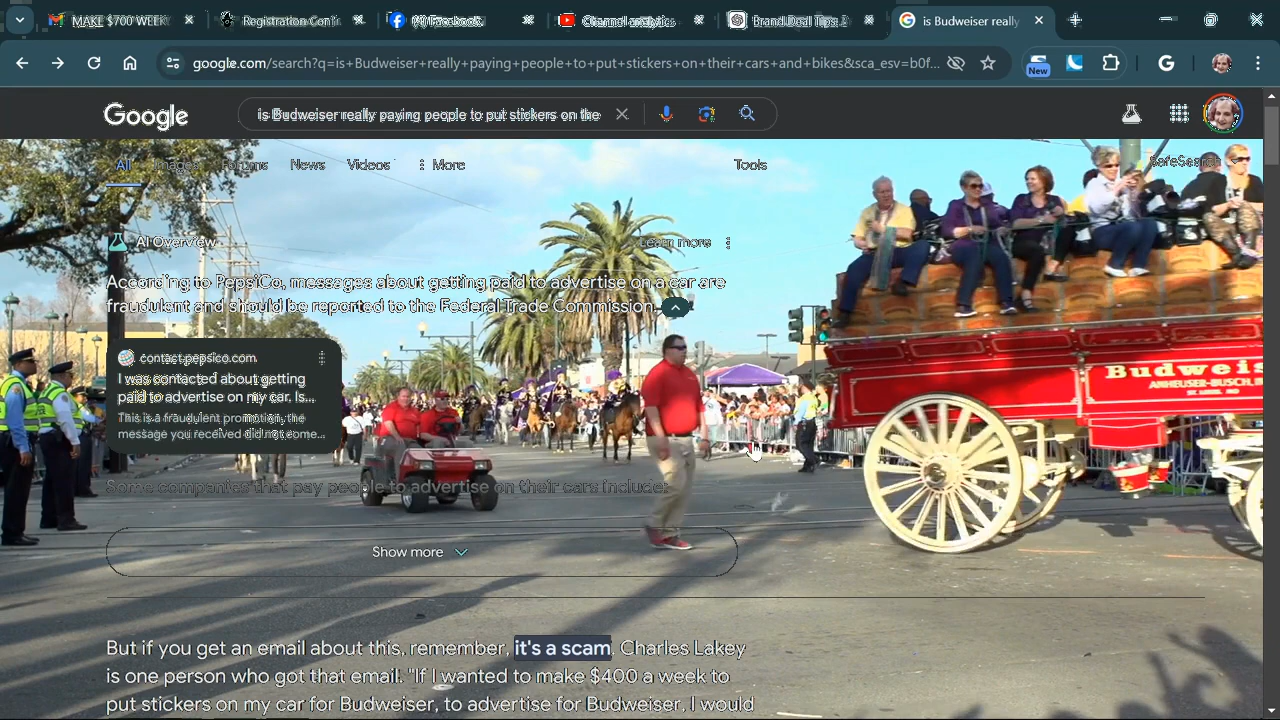 MAKE $700 WEEK
Registration Con
(1) Facebook
Channel analytics
Brand Deal Tips
is Budweiser really
google.com/search?q=is+Budweiser+really+paying+people+to+put+stickers+on+their+cars+and+bikes&sca_esv=b0f...
New
Google
is Budweiser really paying people to put stickers on the
All Images Forums News Videos More Tools SafeSearch
AI Overview Learn more
According to PepsiCo, messages about getting paid to advertise on a car are
fraudulent and should be reported to the Federal Trade Commission.
contact.pepsico.com
I was contacted about getting
paid to advertise on my car. Is...
This is a fraudulent promotion, the
message you received did not come...
Budweis
ANHEUSER-BUSCH, IN
ST. LOUIS, MO
Some companies that pay people to advertise on their cars include:
Show more
But if you get an email about this, remember, it's a scam. Charles Lakey
is one person who got that email. "If I wanted to make $400 a week to
put stickers on my car for Budweiser, to advertise for Budweiser, I would